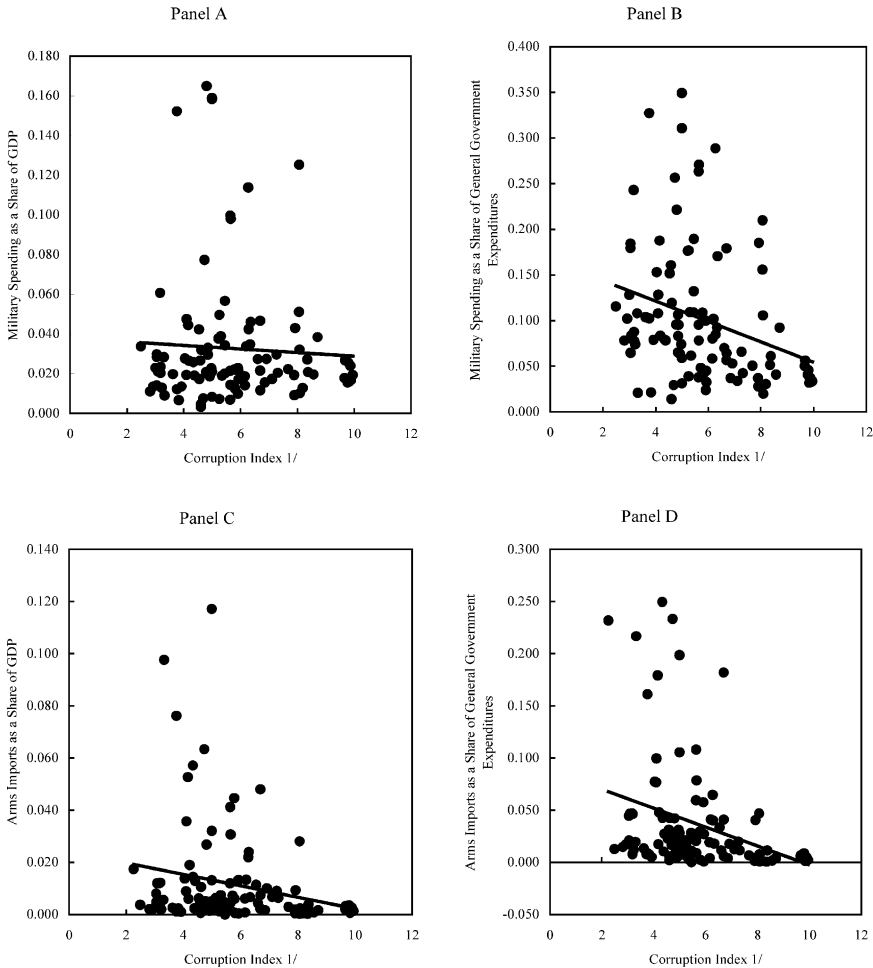 Panel A
Military Spending as a Share of GDP
0.180
0.160
0.140
0.120
0.100
0.080
0.060
0.040
0.020
0.000
0 2 4 6 8 10 12
Corruption Index 1/
Panel B
Military Spending as a Share of General Government
Expenditures
0.400
0.350
0.300
0.250
0.200
0.150
0.100
0.050
0.000
0 2 4 6 8 10 12
Corruption Index 1/
Panel C
Arms Imports as a Share of GDP
0.140
0.120
0.100
0.080
0.060
0.040
0.020
0.000
0 2 4 6 8 10 12
Corruption Index 1/
Panel D
Arms Imports as a Share of General Government
Expenditures
0.300
0.250
0.200
0.150
0.100
0.050
0.000
-0.050
0 2 4 6 8 10 12
Corruption Index 1/